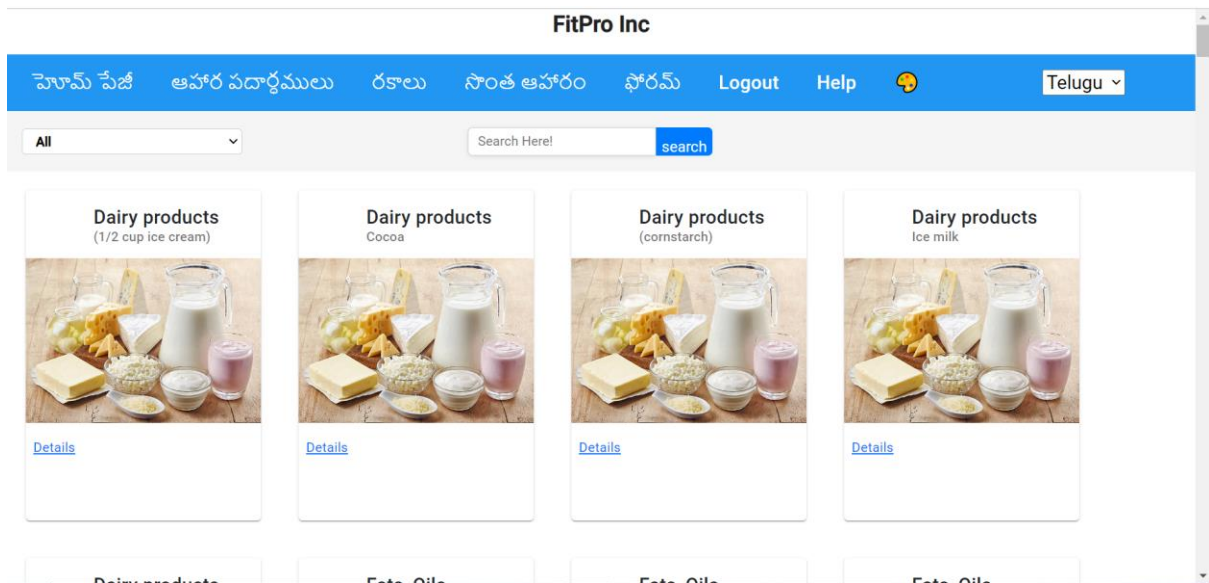 FitPro Inc
హెూమ్ పేజీ ఆహార పదార్థములు రకాలు సొంత ఆహారం ఫోరమ్ Logout Help Telugu
All Search Here! search
Dairy products Dairy products Dairy products Dairy products
(1/2 cup ice cream) Cocoa (cornstarch) Ice milk
Details Details Details Details